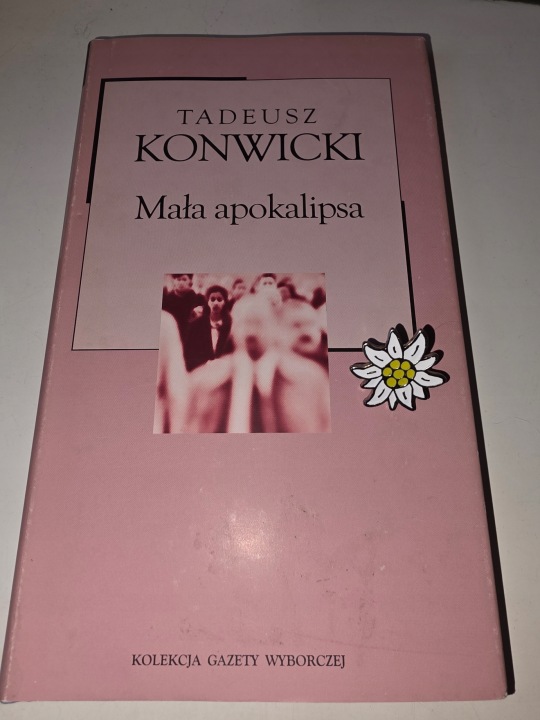 TADEUSZ
KONWICKI
Mała apokalipsa
KOLEKCJA GAZETY WYBORCZEJ